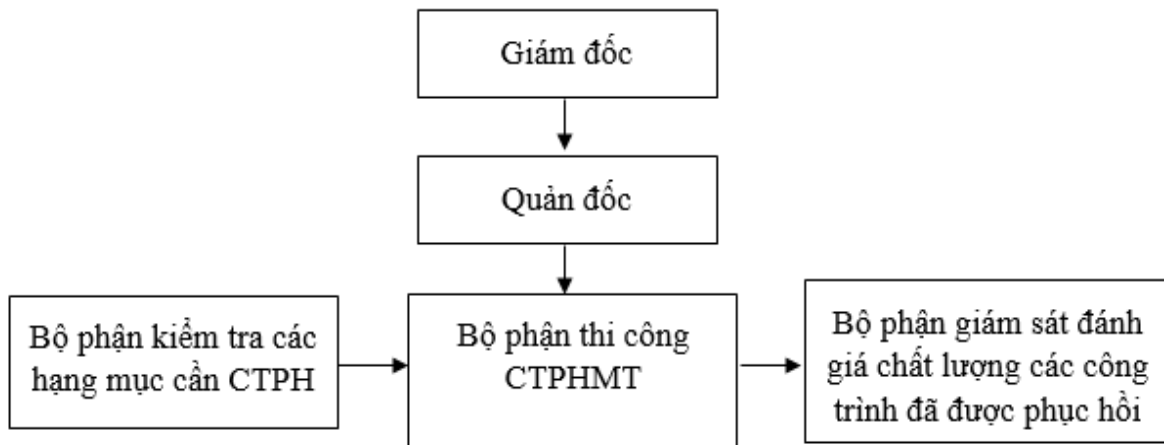 Giám đốc
Quản đốc
Bộ phận kiểm tra các
hạng mục cần CTPH
Bộ phận thi công
CTPHMT
Bộ phận giám sát đánh
giá chất lượng các công
trình đã được phục hồi